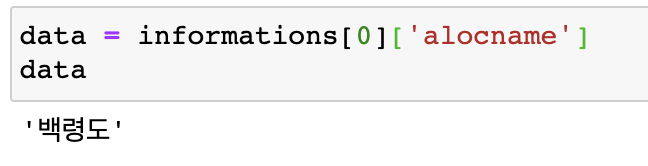 data = informations[0]['alocname']
data
'백령도'